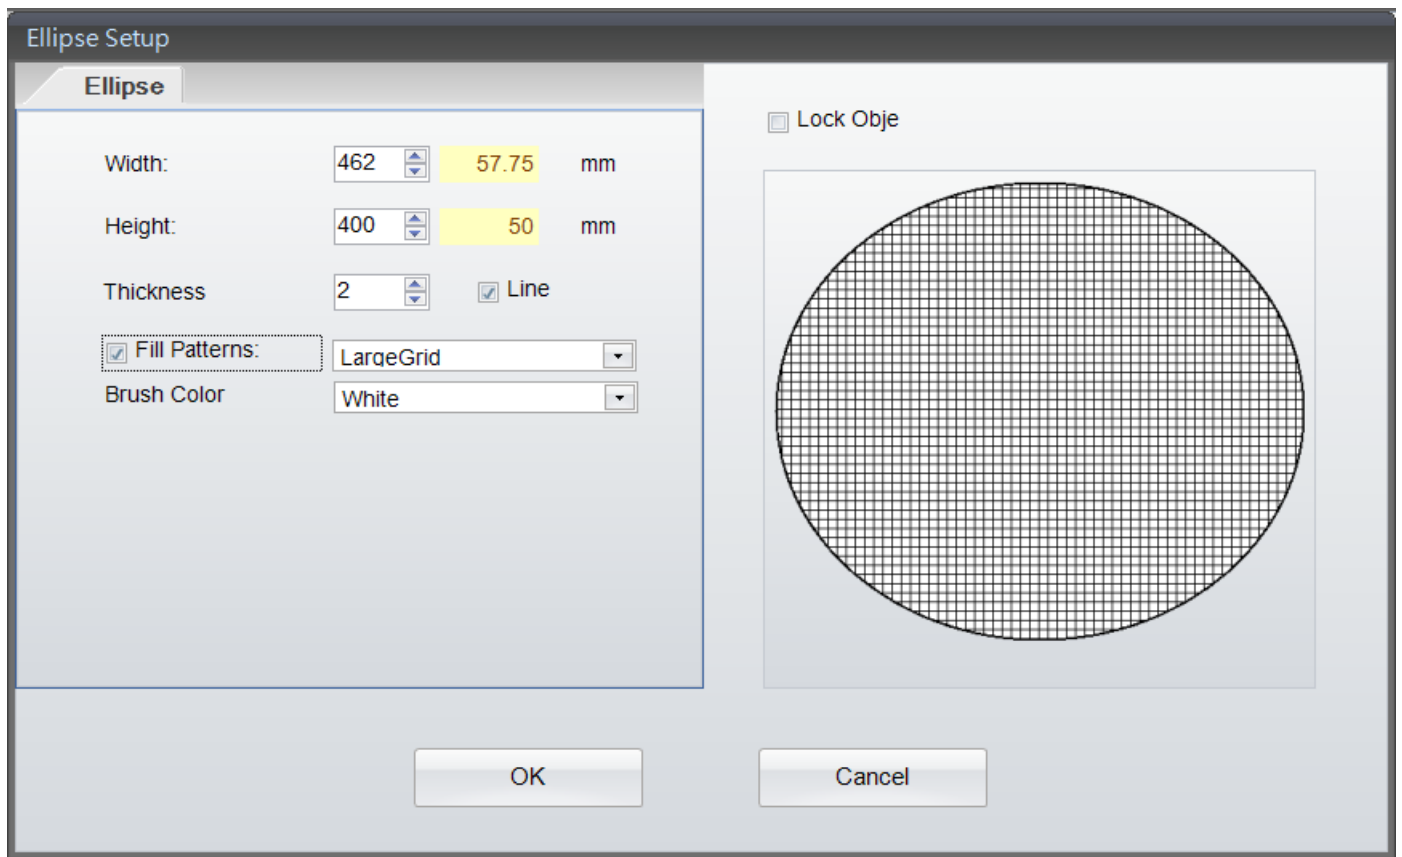 Ellipse Setup
Ellipse
Lock Obje
Width: 462 57.75 mm
Height: 400 50 mm
Thickness 2 Line
Fill Patterns: LargeGrid
Brush Color White
OK Cancel